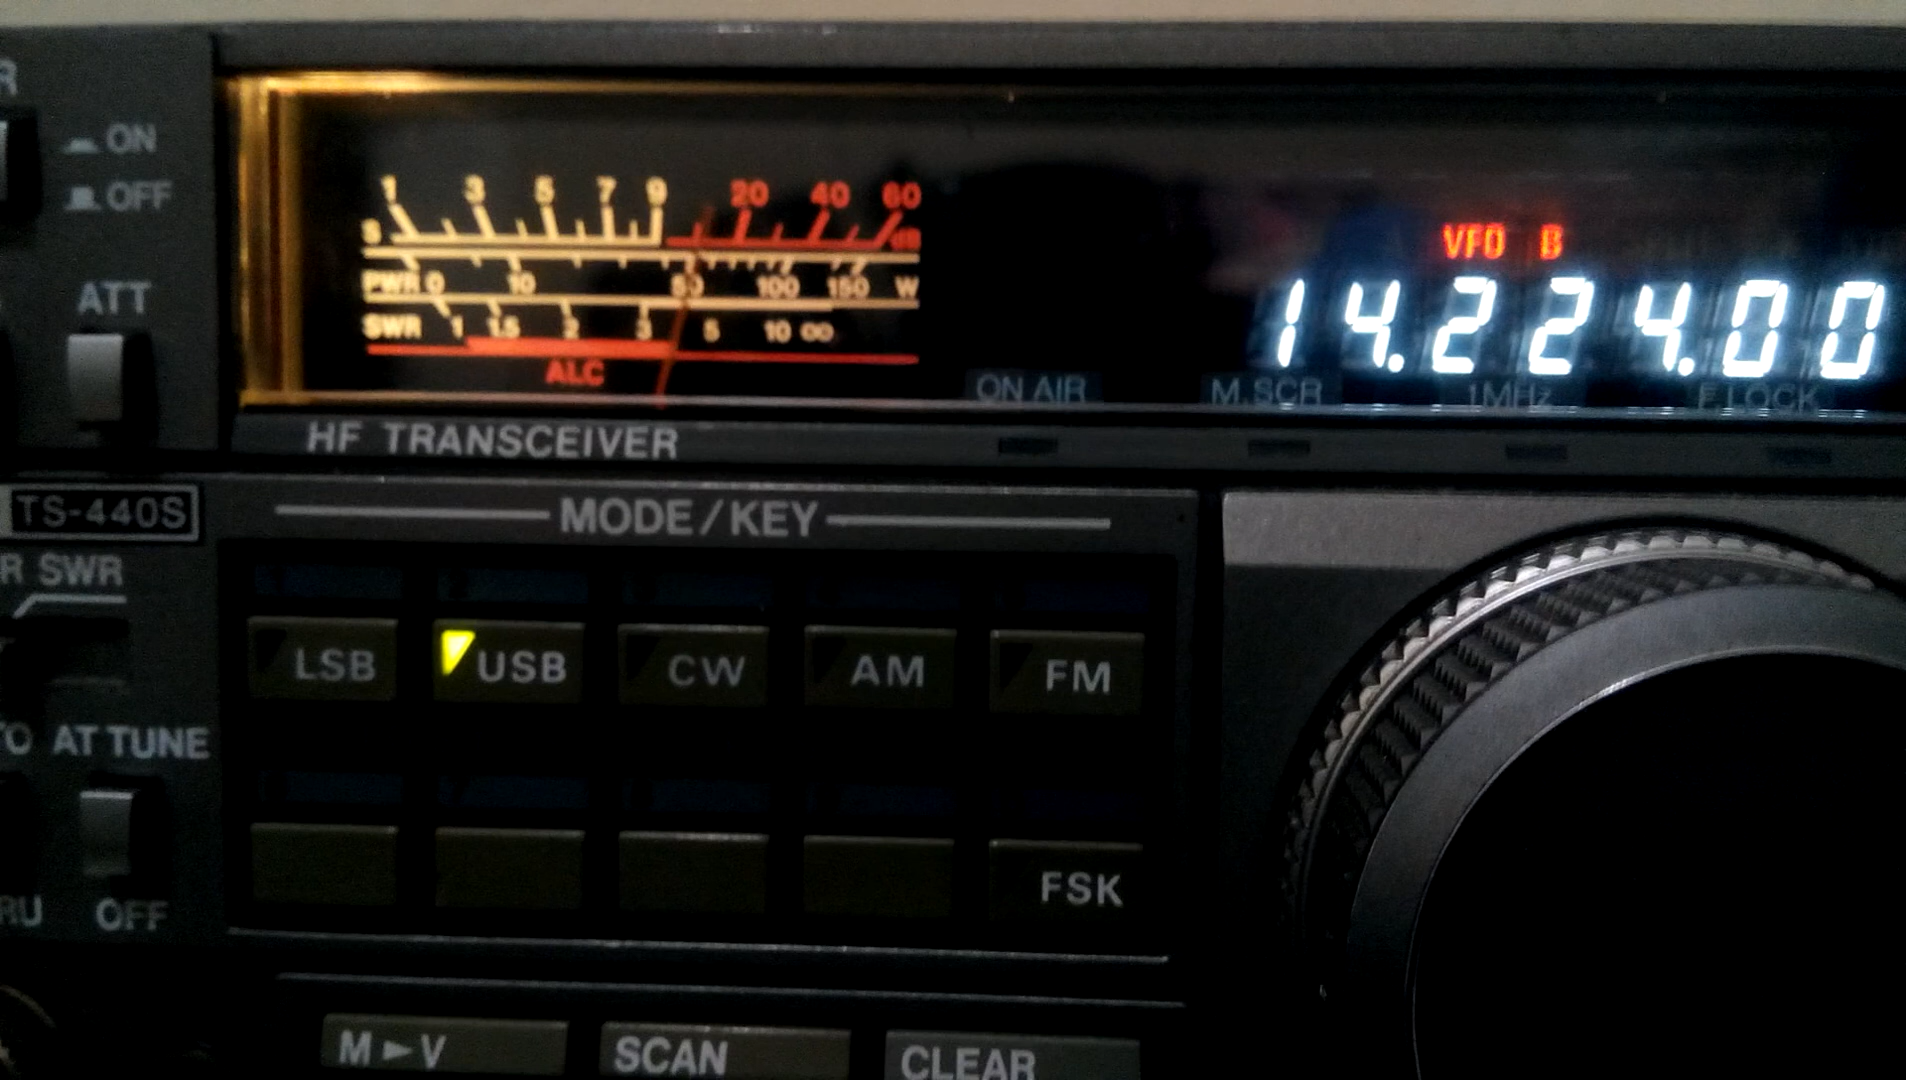 R
ON
OFF
ATT
1 3 5 7 9 20 40 60
S dB
PWR 0 10 50 100 150 W
SWR 1 1.5 2 3 5 10 ∞
ALC
VFO B
14.224.00
ON AIR M.SCR 1MHz F.LOCK
HF TRANSCEIVER
TS-440S
MODE/KEY
R SWR
LSB USB CW AM FM
TO AT TUNE
FSK
RU OFF
M►V SCAN CLEAR